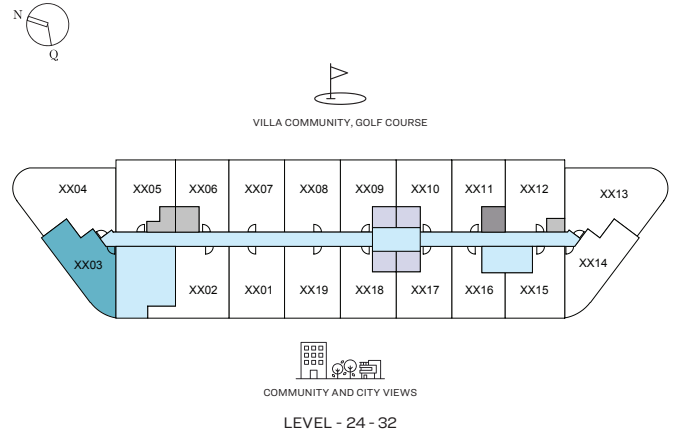 N
Q
VILLA COMMUNITY, GOLF COURSE
XX04 XX05 XX06 XX07 XX08 XX09 XX10 XX11 XX12 XX13
XX03 XX02 XX01 XX19 XX18 XX17 XX16 XX15 XX14
COMMUNITY AND CITY VIEWS
LEVEL - 24 - 32